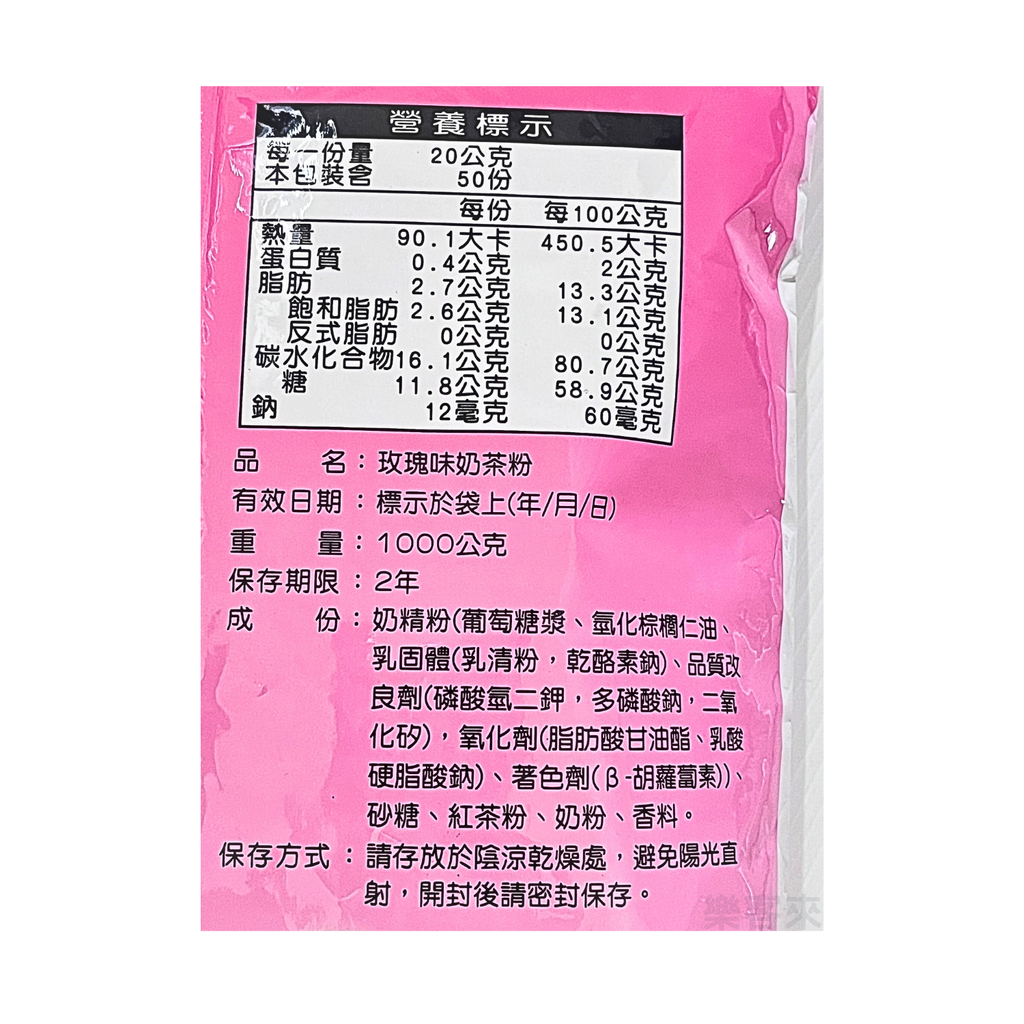 營養標示
每一份量 20公克
本包裝含 50份
每份 每100公克
熱量 90.1大卡 450.5大卡
蛋白質 0.4公克 2公克
脂肪 2.7公克 13.3公克
飽和脂肪 2.6公克 13.1公克
反式脂肪 0公克 0公克
碳水化合物16.1公克 80.7公克
糖 11.8公克 58.9公克
鈉 12毫克 60毫克
品名：玫瑰味奶茶粉
有效日期：標示於袋上(年/月/日)
重量：1000公克
保存期限：2年
成份：奶精粉(葡萄糖漿、氫化棕櫚仁油、
乳固體(乳清粉，乾酪素鈉)、品質改
良劑(磷酸氫二鉀，多磷酸鈉，二氧
化矽)，氧化劑(脂肪酸甘油酯、乳酸
硬脂酸鈉)、著色劑(β-胡蘿蔔素))、
砂糖、紅茶粉、奶粉、香料。
保存方式：請存放於陰涼乾燥處，避免陽光直
射，開封後請密封保存。
樂客來